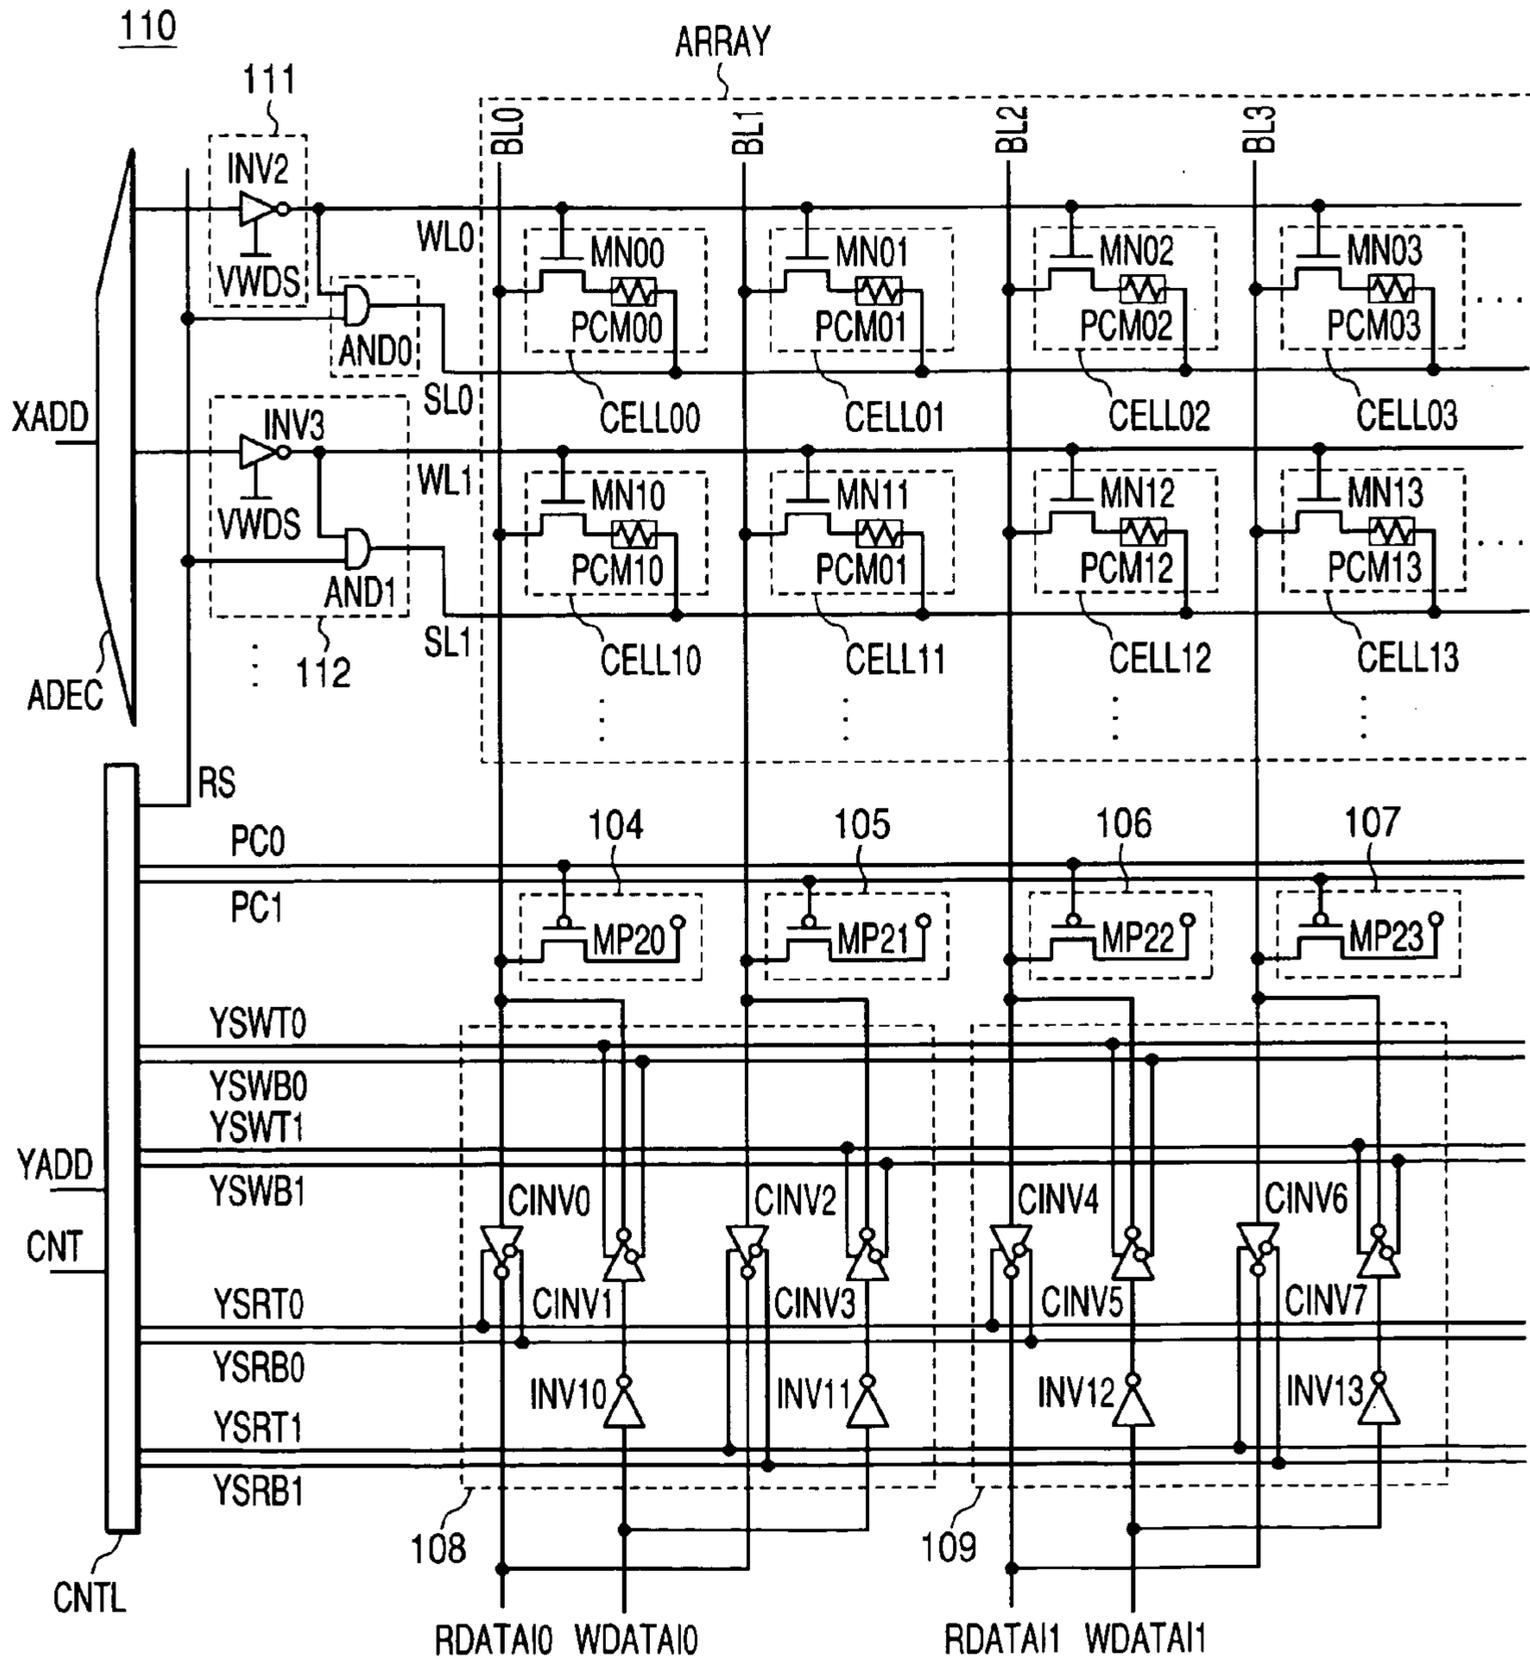 110
ARRAY
111
BL0 BL1 BL2 BL3
INV2
WL0 MN00 MN01 MN02 MN03
VWDS
PCM00 PCM01 PCM02 PCM03
AND0
SL0 CELL00 CELL01 CELL02 CELL03
XADD
INV3
WL1 MN10 MN11 MN12 MN13
VWDS
PCM10 PCM01 PCM12 PCM13
AND1
SL1 CELL10 CELL11 CELL12 CELL13
112
ADEC
RS
104 105 106 107
PC0
PC1
MP20 MP21 MP22 MP23
YSWT0
YSWB0
YSWT1
YADD
YSWB1
CINV0 CINV2 CINV4 CINV6
CNT
YSRT0 CINV1 CINV3 CINV5 CINV7
YSRB0
INV10 INV11 INV12 INV13
YSRT1
YSRB1
108 109
CNTL
RDATAI0 WDATAI0 RDATAI1 WDATAI1